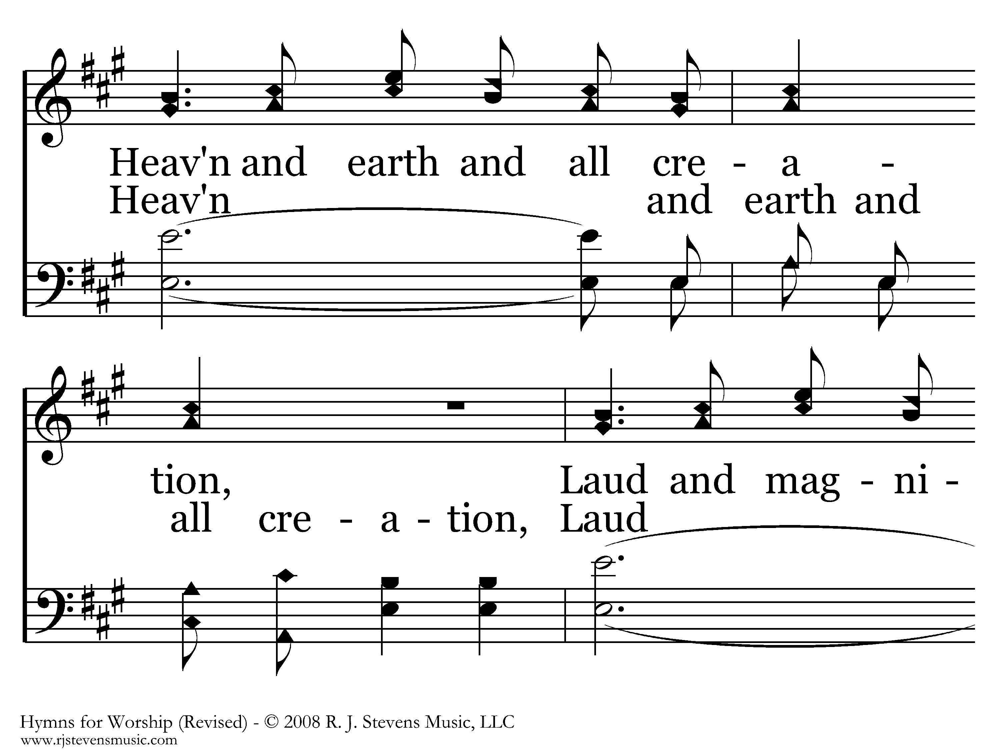 Heav'n and earth and all cre - a -
Heav'n and earth and
tion, Laud and mag - ni -
all cre - a - tion, Laud
Hymns for Worship (Revised) - © 2008 R. J. Stevens Music, LLC
www.rjstevensmusic.com